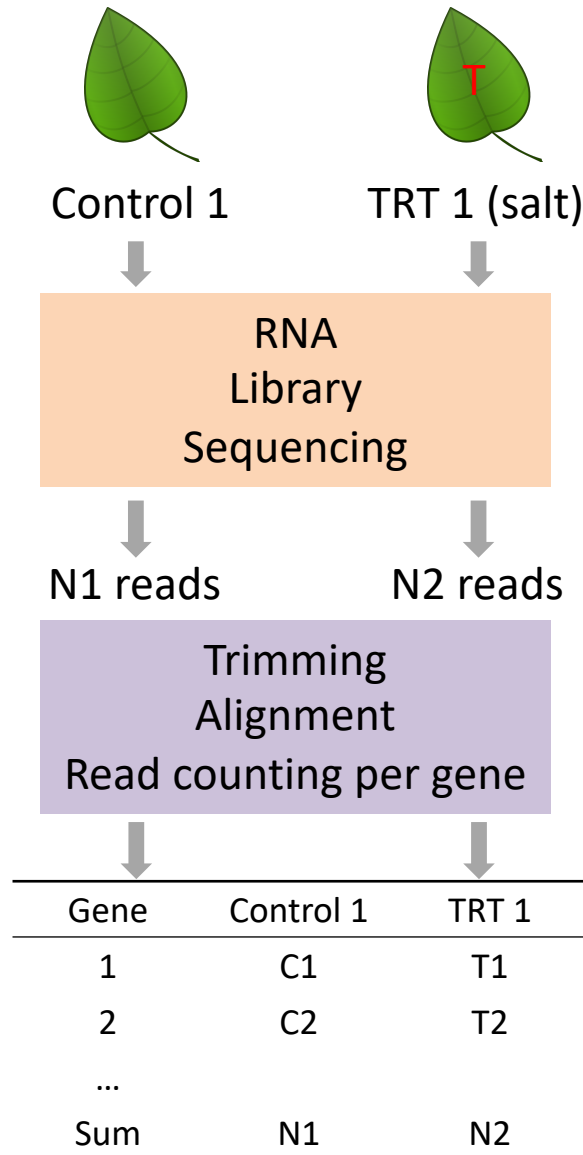 T
Control 1 TRT 1 (salt)
RNA
Library
Sequencing
N1 reads N2 reads
Trimming
Alignment
Read counting per gene
Gene Control 1 TRT 1
1 C1 T1
2 C2 T2
...
Sum N1 N2